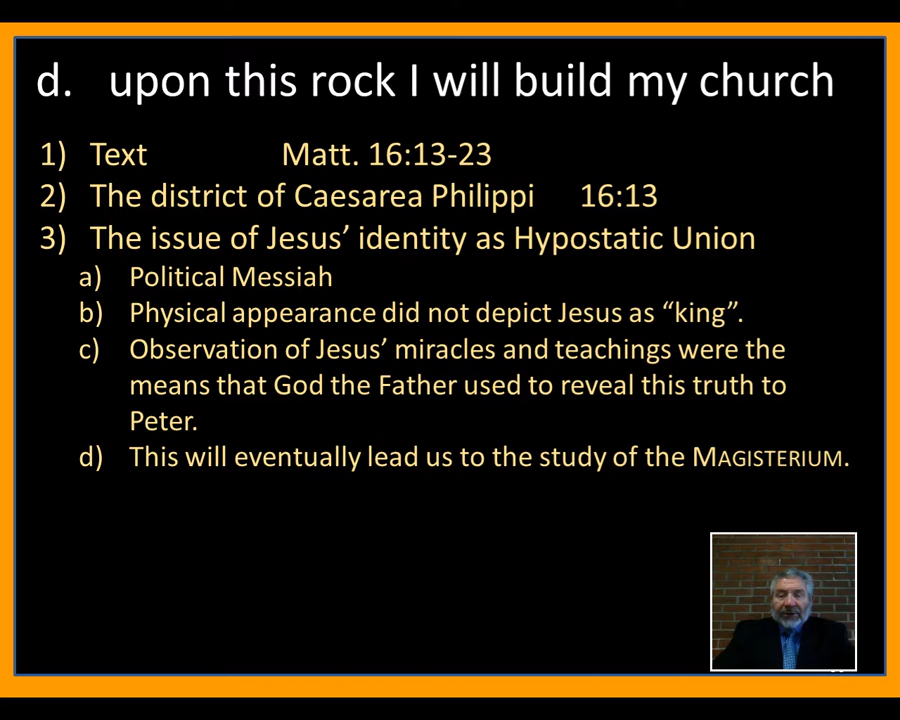 d. upon this rock I will build my church
1) Text Matt. 16:13-23
2) The district of Caesarea Philippi 16:13
3) The issue of Jesus’ identity as Hypostatic Union
a) Political Messiah
b) Physical appearance did not depict Jesus as “king”.
c) Observation of Jesus’ miracles and teachings were the
means that God the Father used to reveal this truth to
Peter.
d) This will eventually lead us to the study of the MAGISTERIUM.